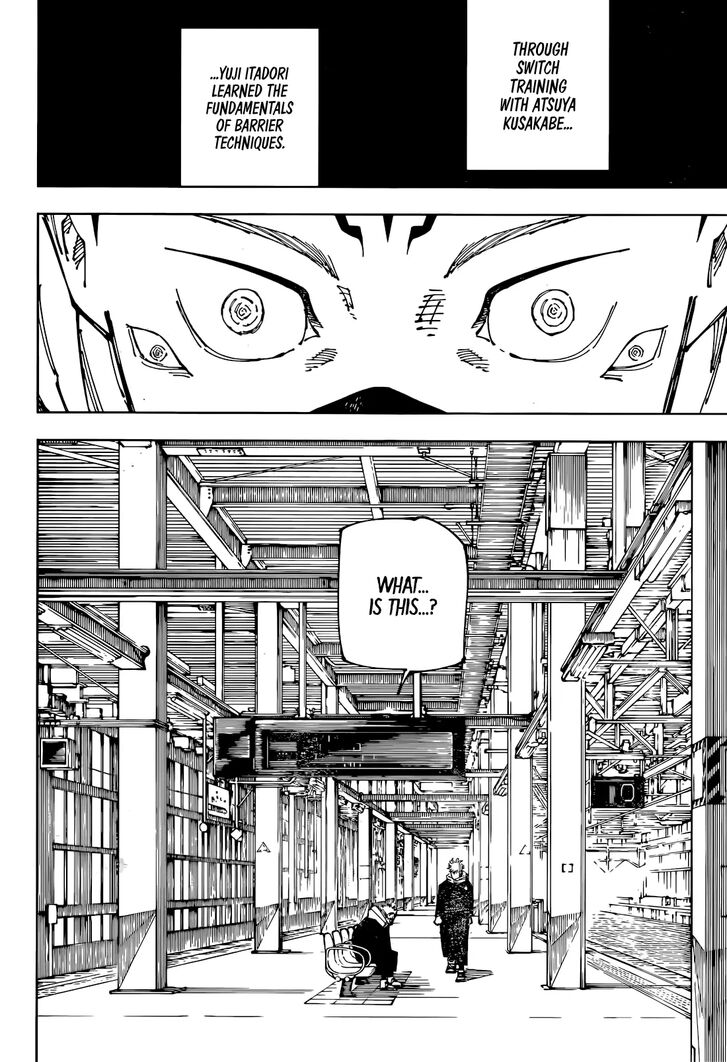 THROUGH
SWITCH
TRAINING
WITH ATSUYA
KUSAKABE...
...YUJI ITADORI
LEARNED THE
FUNDAMENTALS
OF BARRIER
TECHNIQUES.
WHAT...
IS THIS...?